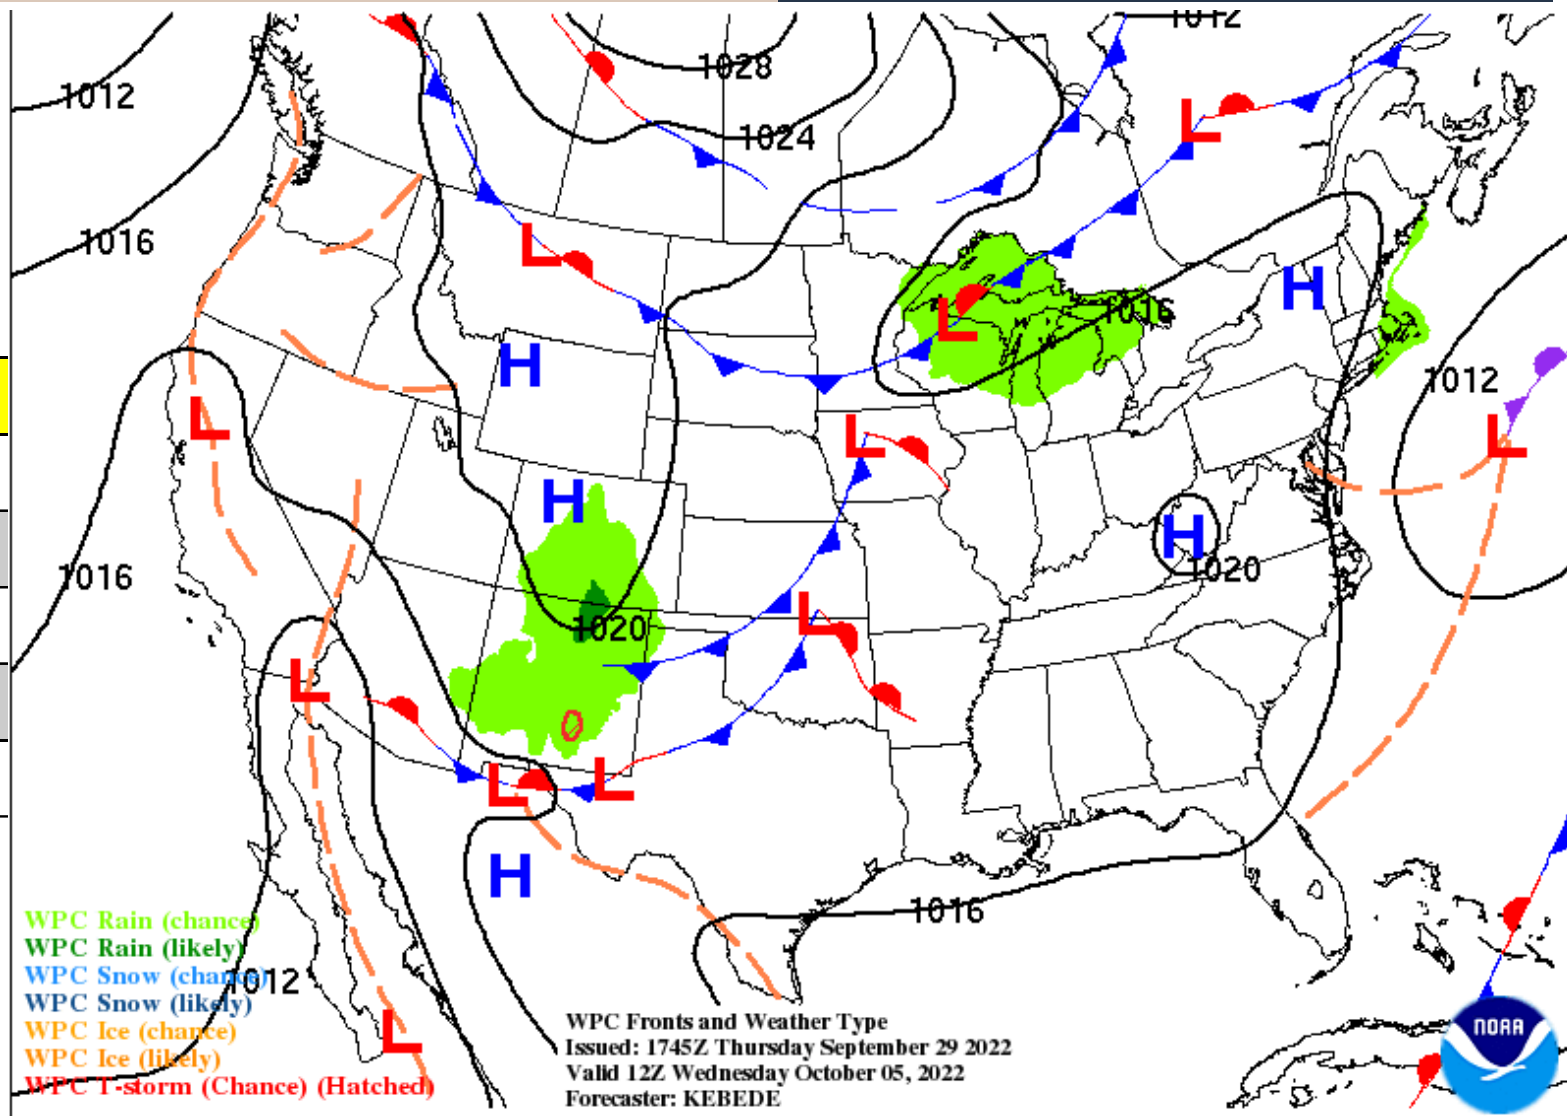 1012
1028
1012
1024
1016
L
L
H
H
L
1016
H
1012
L
L
L
H
H
1016
1020
L
1020
L
0
L
L
H
1016
WPC Rain (chance)
WPC Rain (likely)
WPC Snow (chance)
1012
WPC Snow (likely)
WPC Ice (chance)
WPC Ice (likely)
L
WPC T-storm (Chance) (Hatched)
WPC Fronts and Weather Type
Issued: 1745Z Thursday September 29 2022
Valid 12Z Wednesday October 05, 2022
Forecaster: KEBEDE
NOAA